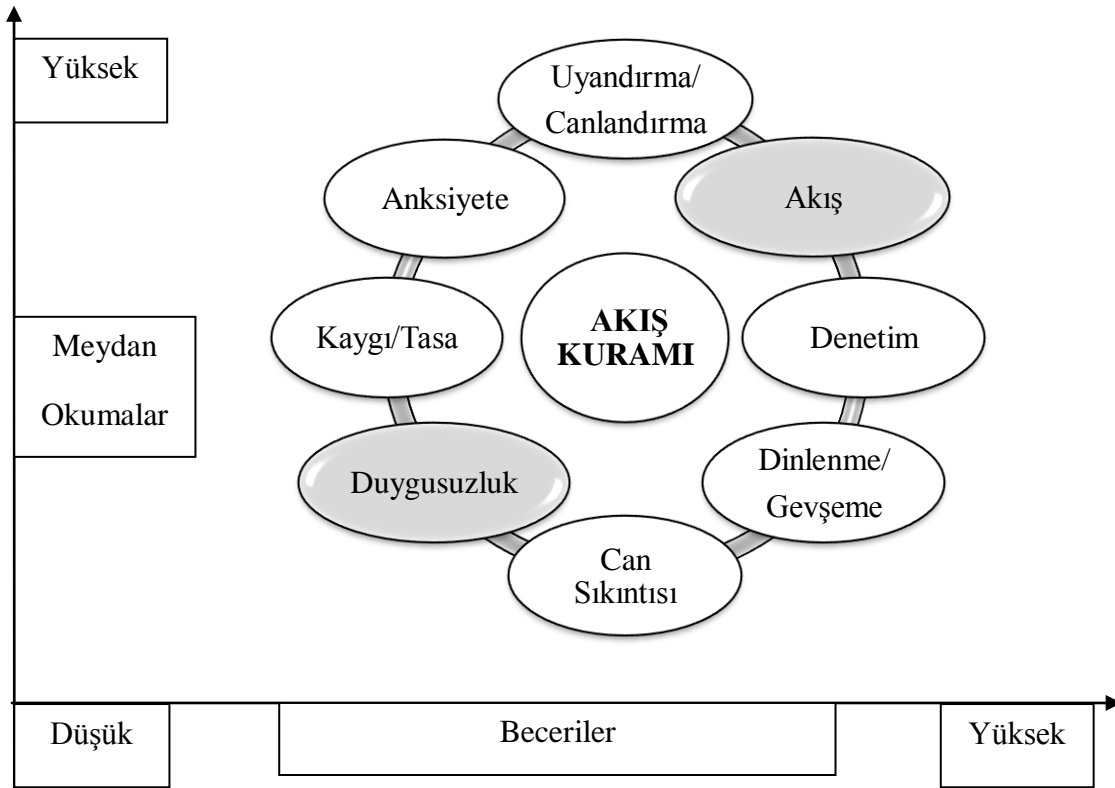 Yüksek
Uyandırma/
Canlandırma
Anksiyete
Akış
Kaygı/Tasa
AKIŞ
KURAMI
Denetim
Meydan
Okumalar
Duygusuzluk
Dinlenme/
Gevşeme
Can
Sıkıntısı
Düşük
Beceriler
Yüksek